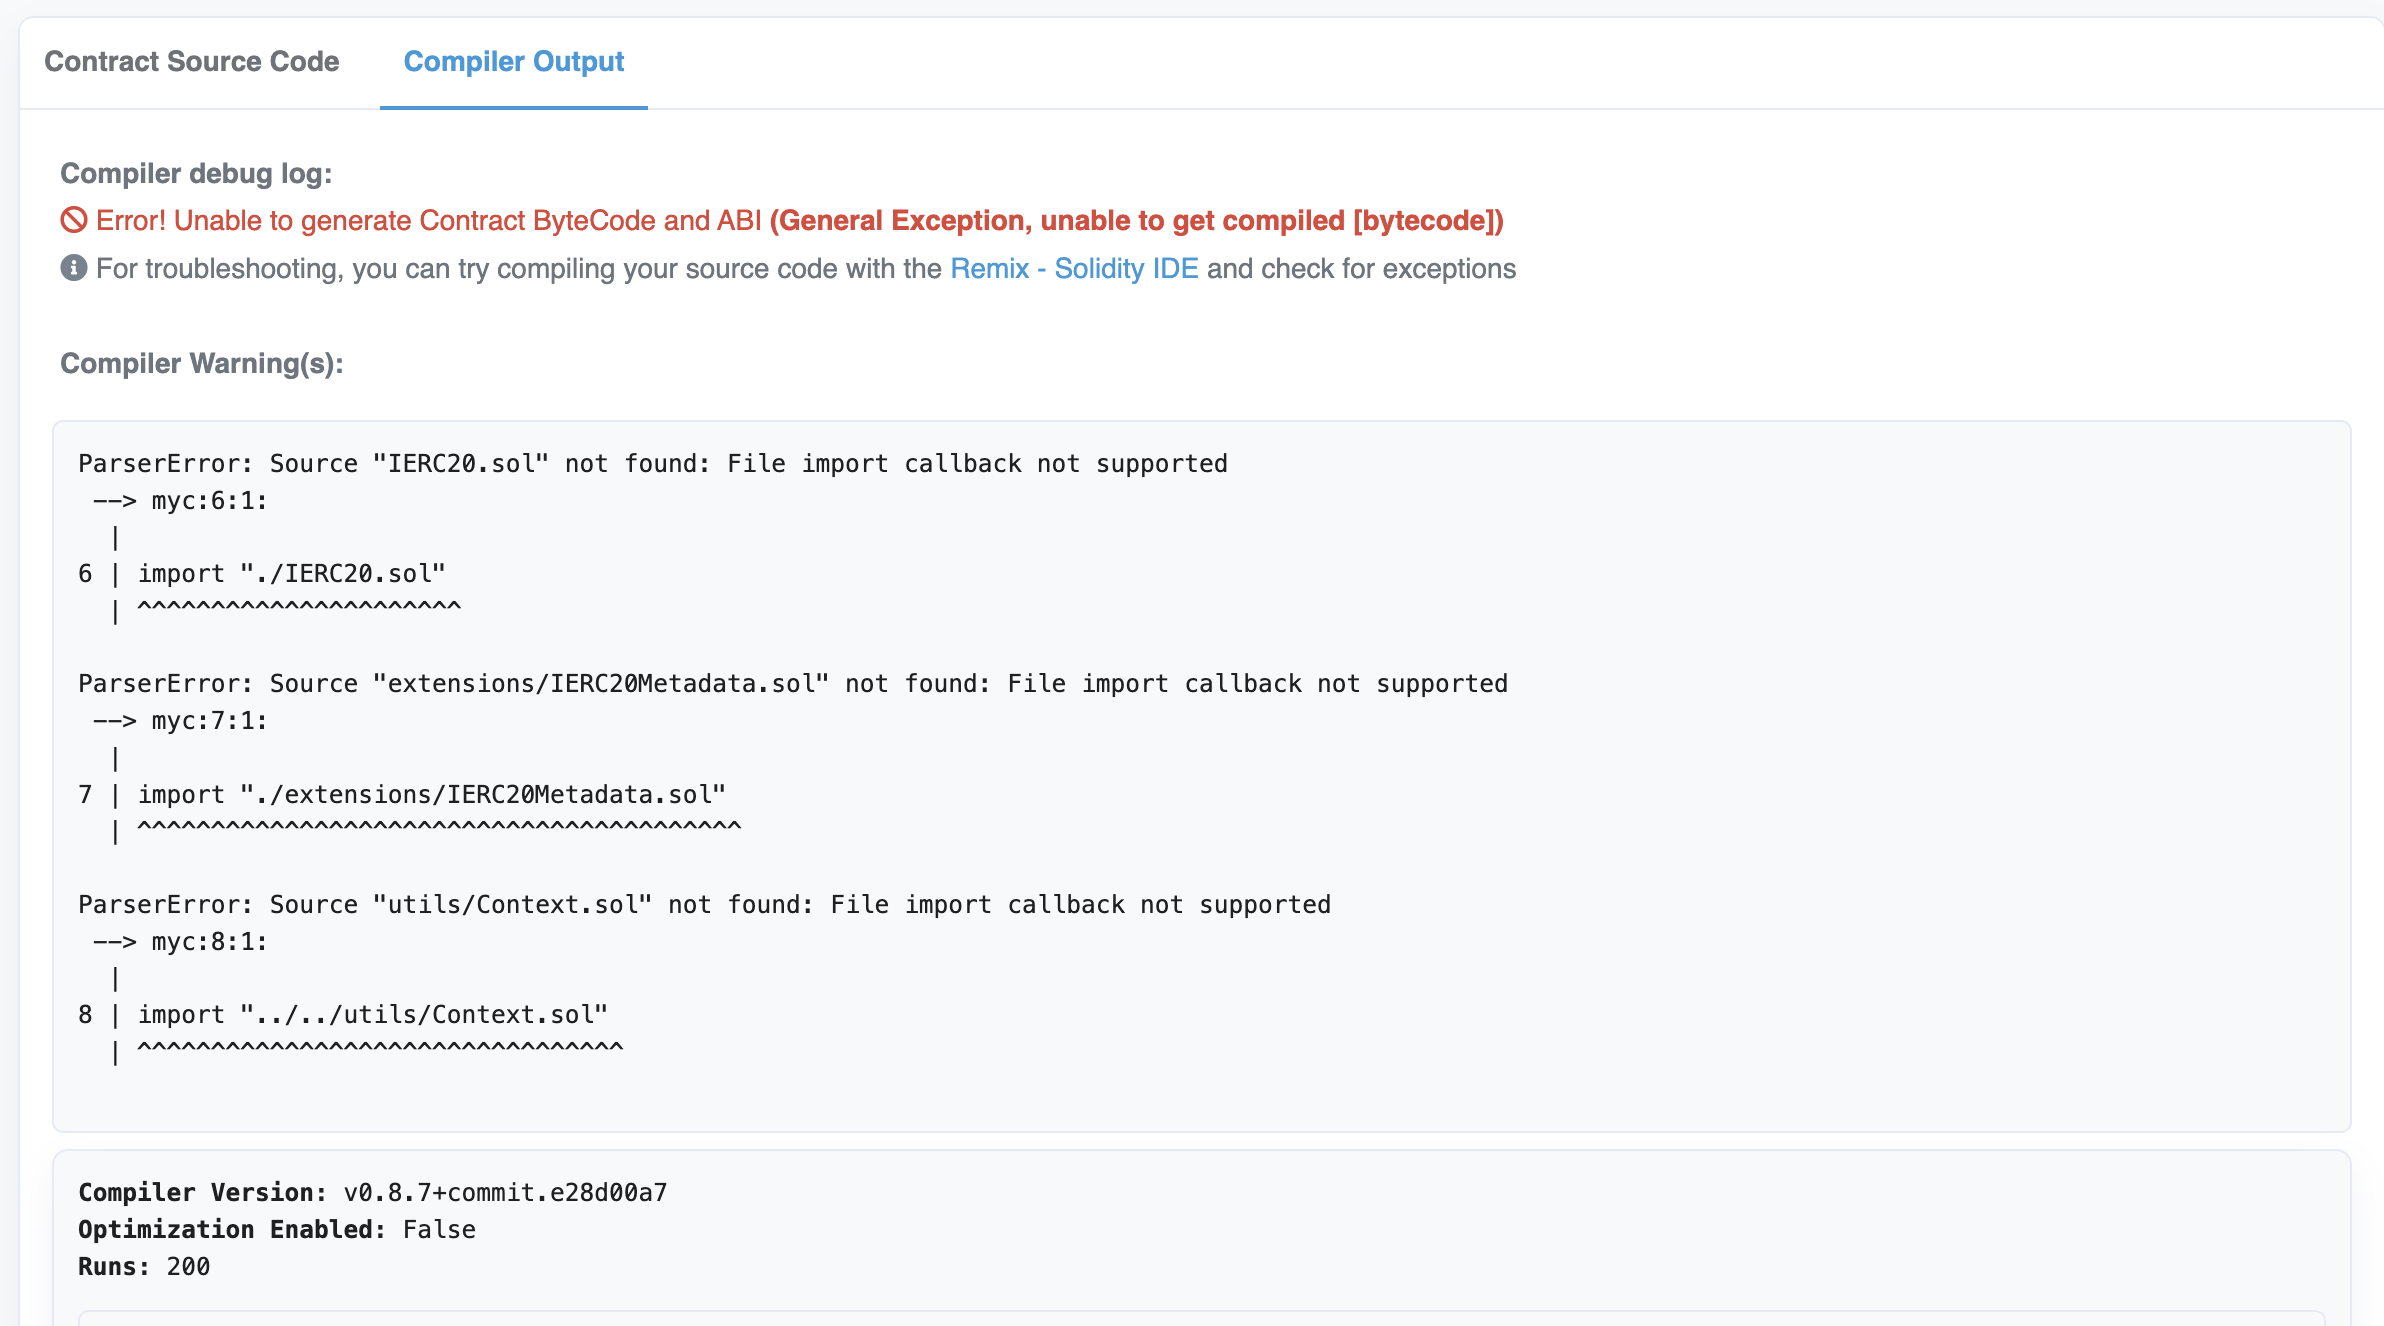 Contract Source Code
Compiler Output
Compiler debug log:
Error! Unable to generate Contract ByteCode and ABI (General Exception, unable to get compiled [bytecode])
For troubleshooting, you can try compiling your source code with the Remix - Solidity IDE and check for exceptions
Compiler Warning(s):
ParserError: Source "IERC20.sol" not found: File import callback not supported
 --> myc:6:1:
  |
6 | import "./IERC20.sol"
  | ^^^^^^^^^^^^^^^^^^^^^^
ParserError: Source "extensions/IERC20Metadata.sol" not found: File import callback not supported
 --> myc:7:1:
  |
7 | import "./extensions/IERC20Metadata.sol"
  | ^^^^^^^^^^^^^^^^^^^^^^^^^^^^^^^^^^^^^^^^^
ParserError: Source "utils/Context.sol" not found: File import callback not supported
 --> myc:8:1:
  |
8 | import "../../utils/Context.sol"
  | ^^^^^^^^^^^^^^^^^^^^^^^^^^^^^^^^^
Compiler Version: v0.8.7+commit.e28d00a7
Optimization Enabled: False
Runs: 200